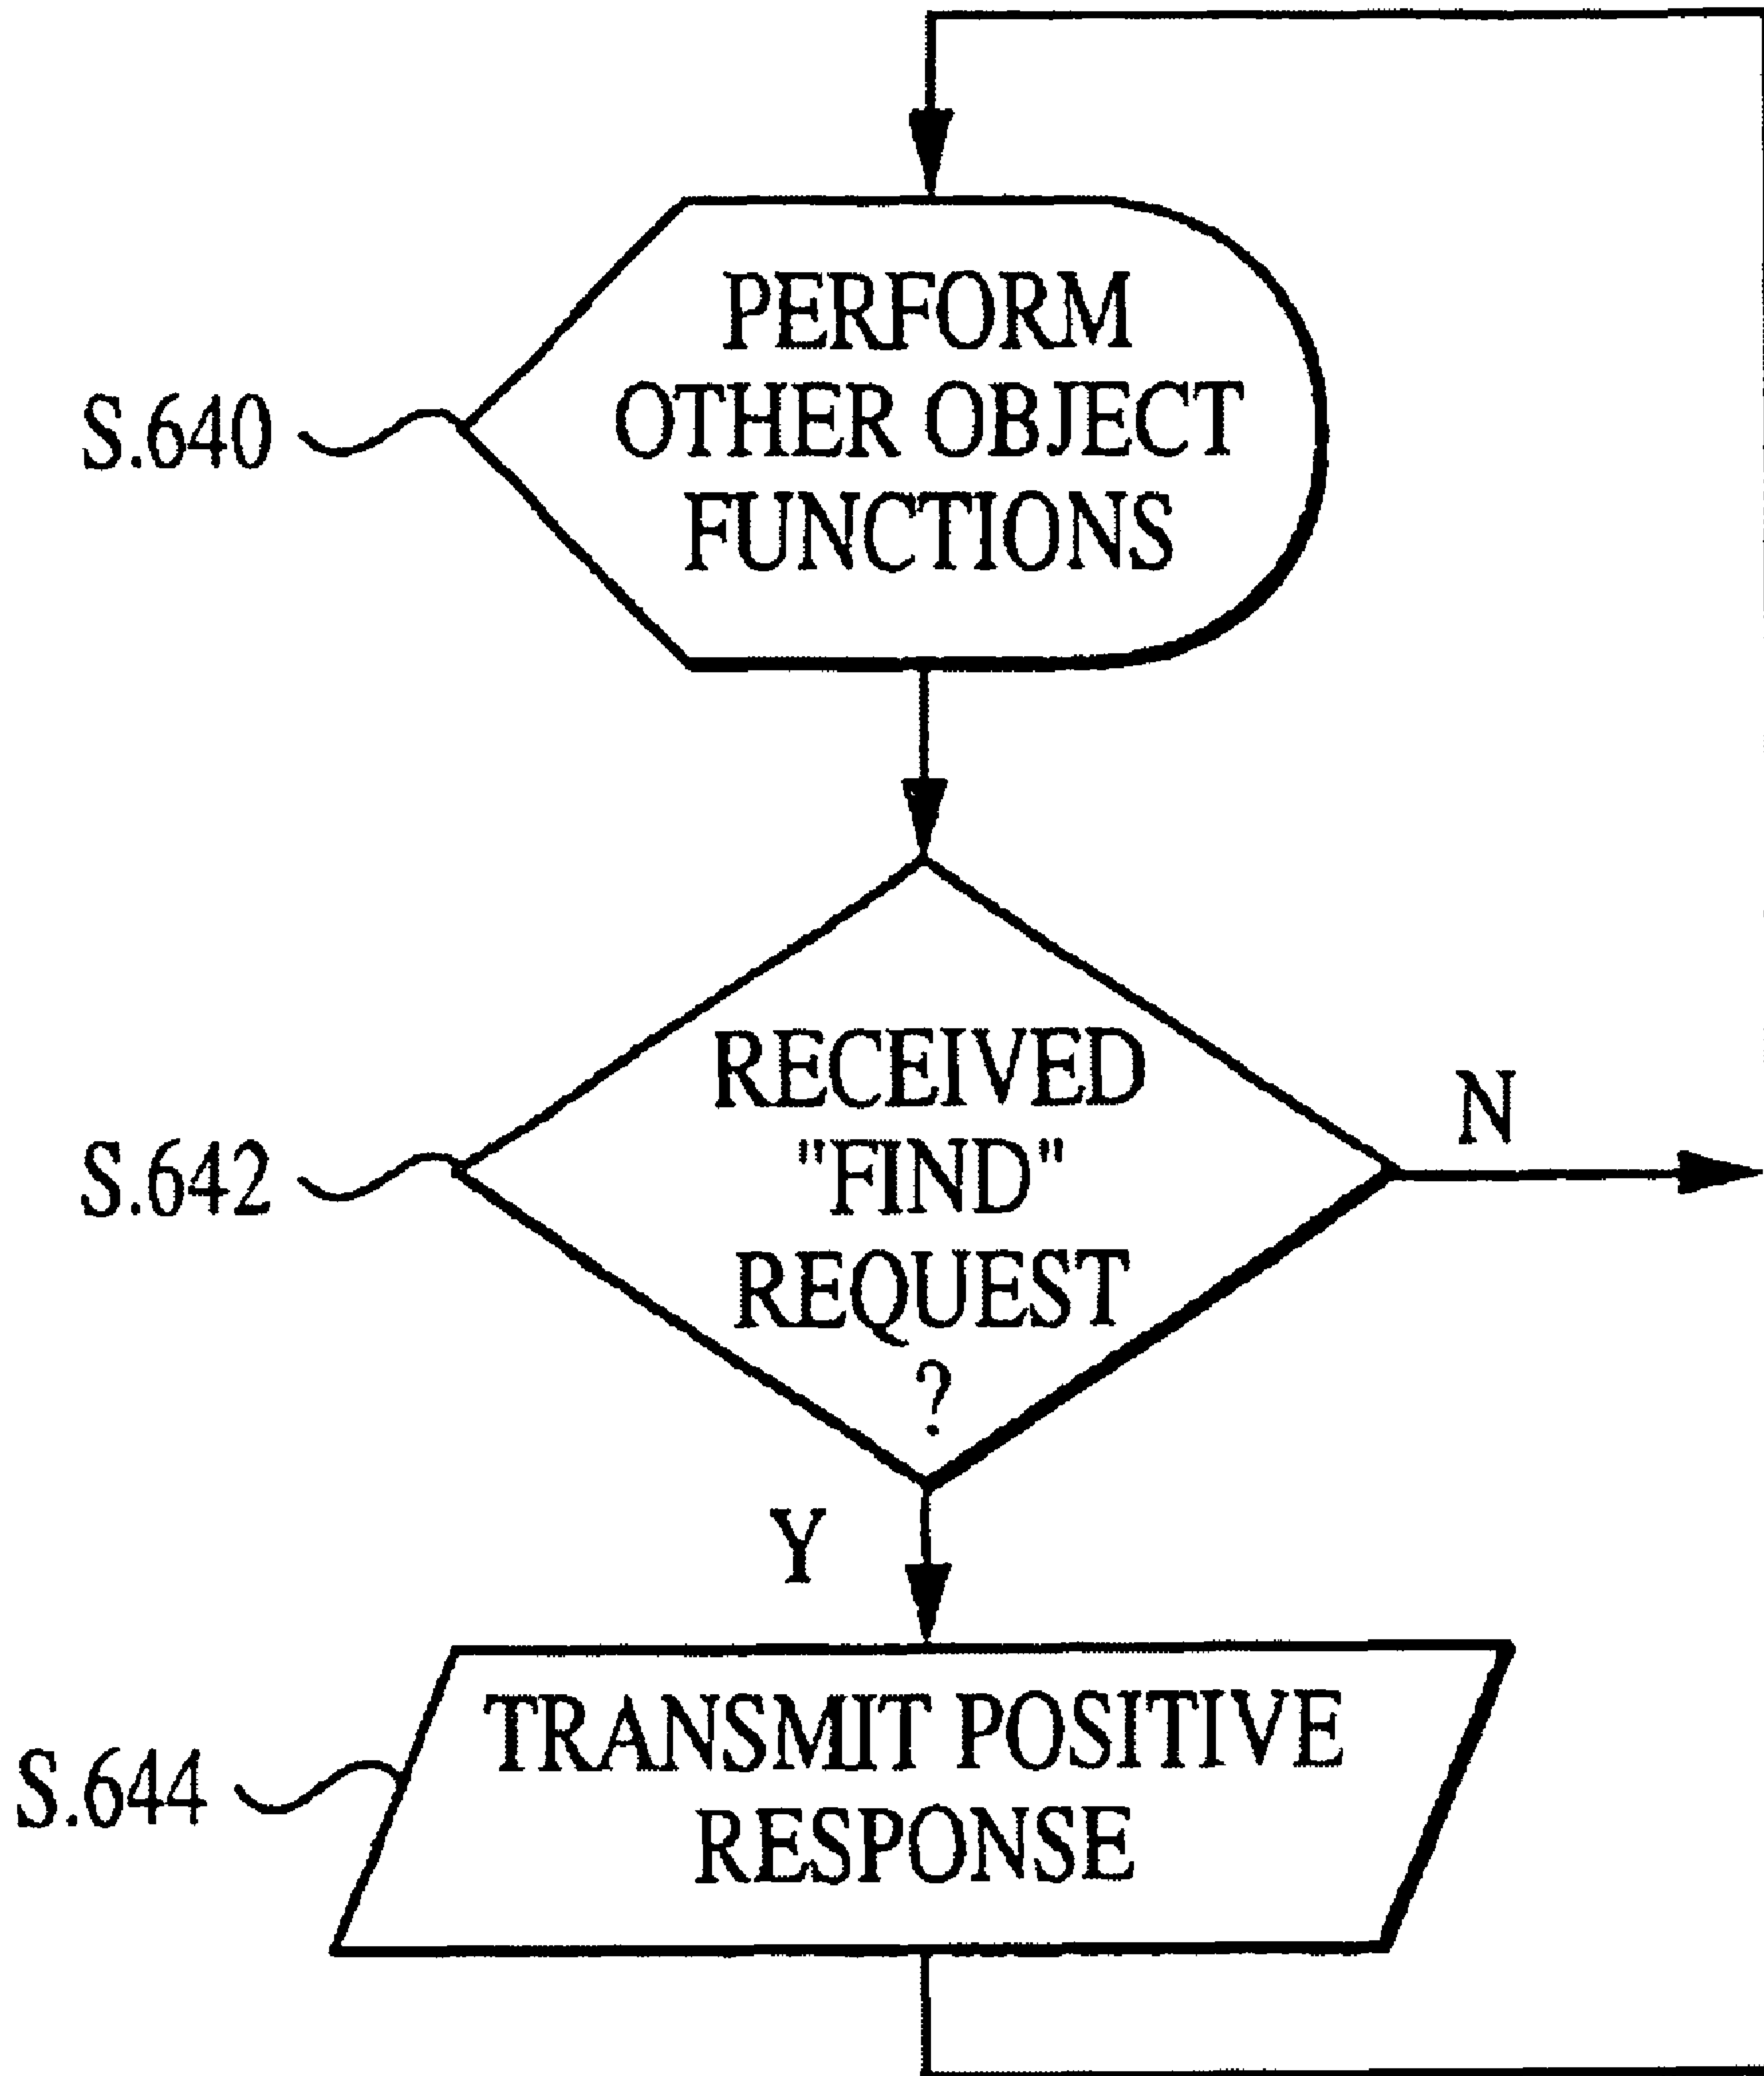 PERFORM
OTHER OBJECT
FUNCTIONS
S.640
RECEIVED
"FIND"
REQUEST
?
S.642
N
Y
TRANSMIT POSITIVE
RESPONSE
S.644